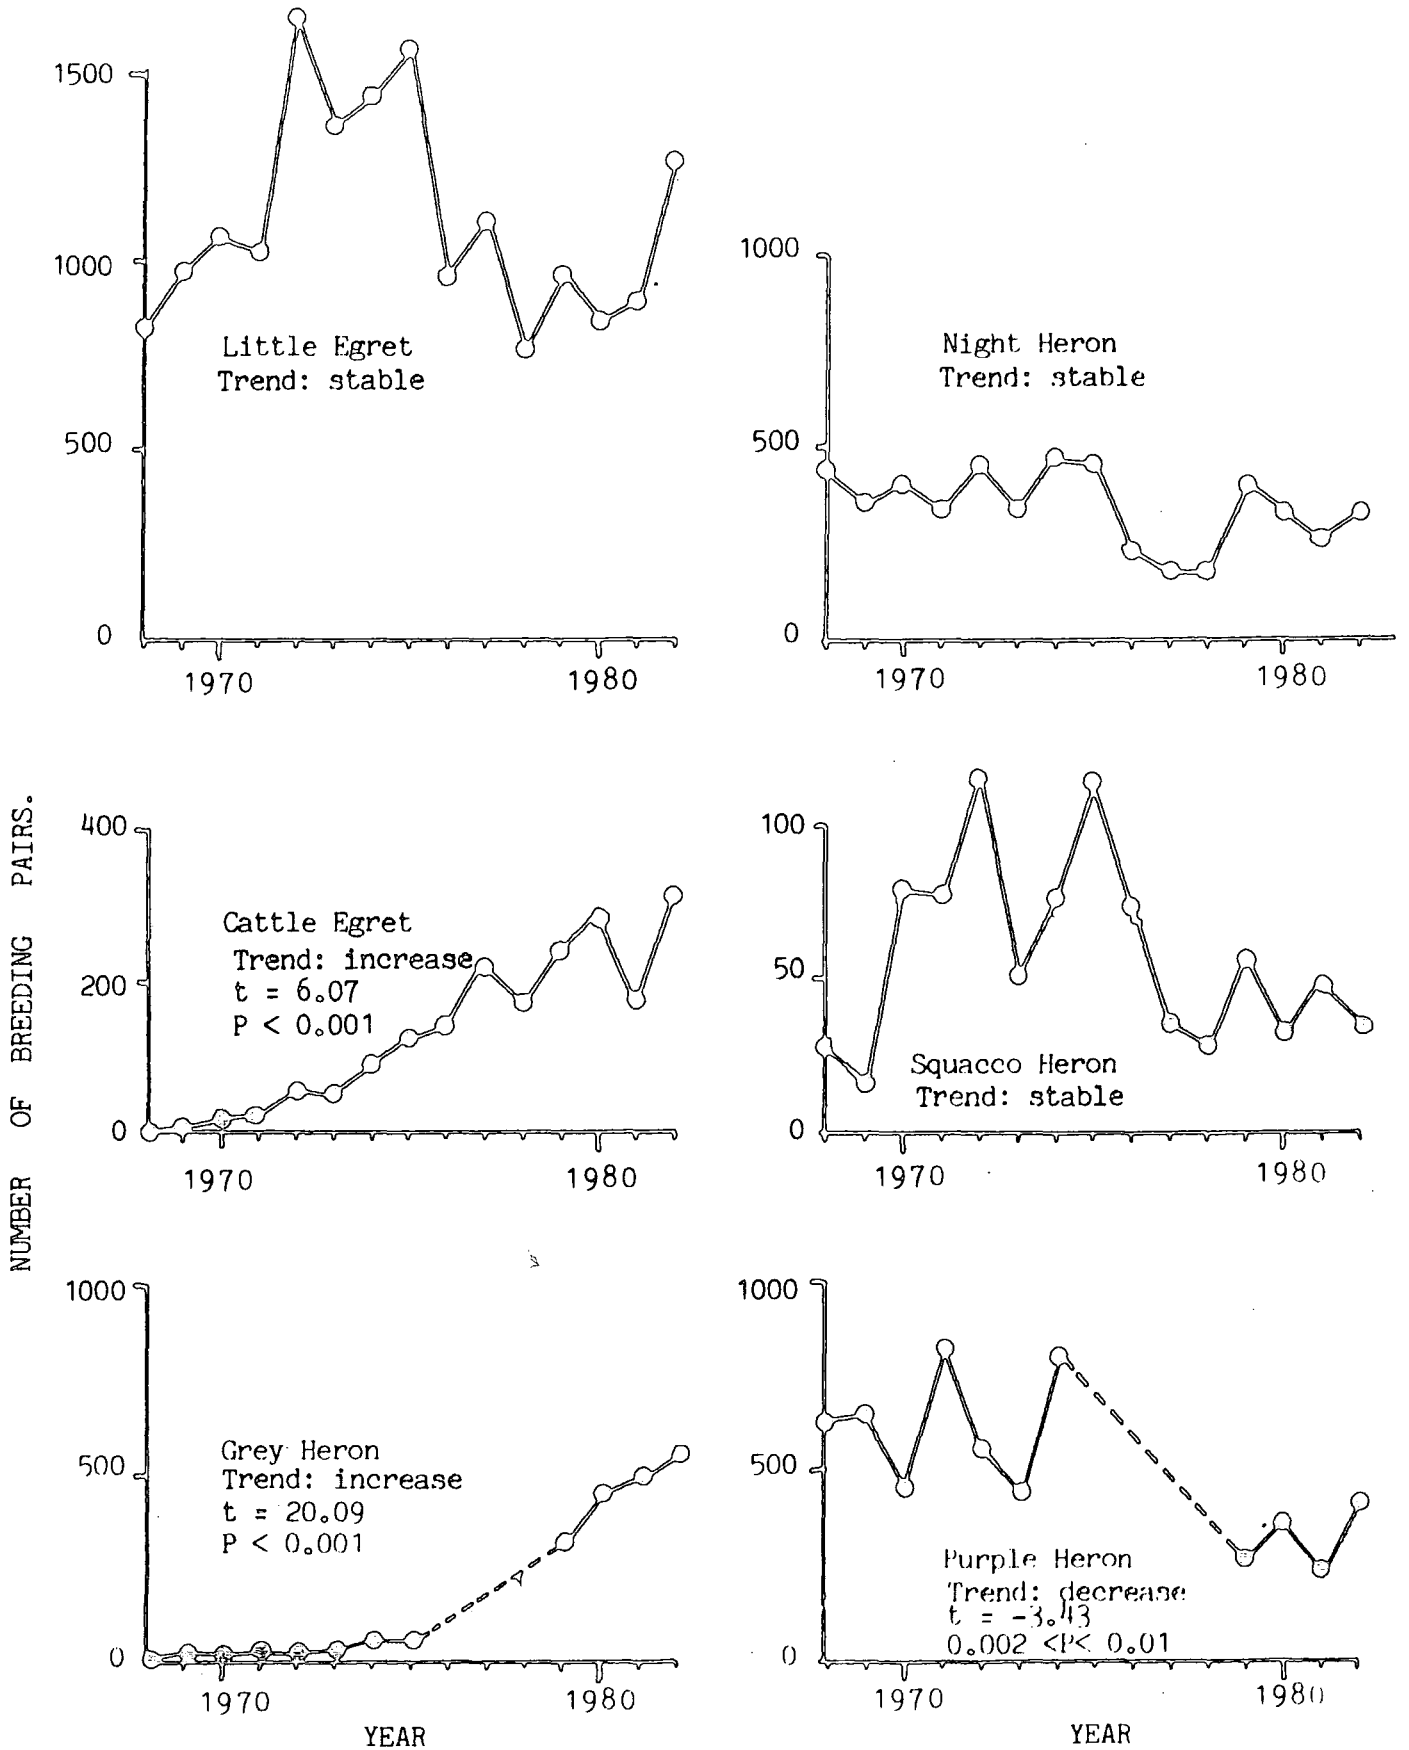 1500
1000
500
0
Little Egret
Trend: stable
1970 1980
1000
500
0
Night Heron
Trend: stable
1970 1980
NUMBER OF BREEDING PAIRS.
400
200
0
Cattle Egret
Trend: increase
t = 6.07
P < 0.001
1970 1980
100
50
0
Squacco Heron
Trend: stable
1970 1980
1000
500
0
Grey Heron
Trend: increase
t = 20.09
P < 0.001
1970 1980
YEAR
1000
500
0
Purple Heron
Trend: decrease
t = -3.43
0.002 <P< 0.01
1970 1980
YEAR